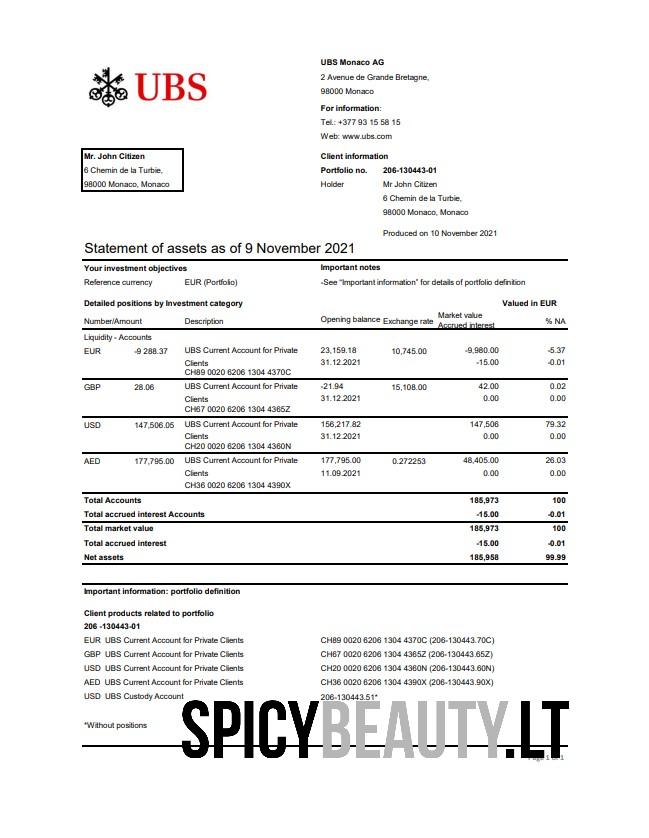 UBS
UBS Monaco AG
2 Avenue de Grande Bretagne,
98000 Monaco
For information:
Tel.: +377 93 15 58 15
Web: www.ubs.com
Mr. John Citizen
6 Chemin de la Turbie,
98000 Monaco, Monaco
Client information
Portfolio no. 206-130443-01
Holder Mr John Citizen
6 Chemin de la Turbie,
98000 Monaco, Monaco
Produced on 10 November 2021
Statement of assets as of 9 November 2021
Your investment objectives Important notes
Reference currency EUR (Portfolio) -See “Important information” for details of portfolio definition
Detailed positions by Investment category Valued in EUR
Number/Amount Description Opening balance Exchange rate Market value % NA
Accrued interest
Liquidity - Accounts
EUR -9 288.37 UBS Current Account for Private 23,159.18 10,745.00 -9,980.00 -5.37
Clients 31.12.2021 -15.00 -0.01
CH89 0020 6206 1304 4370C
GBP 28.06 UBS Current Account for Private -21.94 15,108.00 42.00 0.02
Clients 31.12.2021 0.00 0.00
CH67 0020 6206 1304 4365Z
USD 147,506.05 UBS Current Account for Private 156,217.82 147,506 79.32
Clients 31.12.2021 0.00 0.00
CH20 0020 6206 1304 4360N
AED 177,795.00 UBS Current Account for Private 177,795.00 0.272253 48,405.00 26.03
Clients 11.09.2021 0.00 0.00
CH36 0020 6206 1304 4390X
Total Accounts 185,973 100
Total accrued interest Accounts -15.00 -0.01
Total market value 185,973 100
Total accrued interest -15.00 -0.01
Net assets 185,958 99.99
Important information: portfolio definition
Client products related to portfolio
206 -130443-01
EUR UBS Current Account for Private Clients CH89 0020 6206 1304 4370C (206-130443.70C)
GBP UBS Current Account for Private Clients CH67 0020 6206 1304 4365Z (206-130443.65Z)
USD UBS Current Account for Private Clients CH20 0020 6206 1304 4360N (206-130443.60N)
AED UBS Current Account for Private Clients CH36 0020 6206 1304 4390X (206-130443.90X)
USD UBS Custody Account 206-130443.51*
*Without positions
SPICYBEAUTY.LT
Page 1 of 1